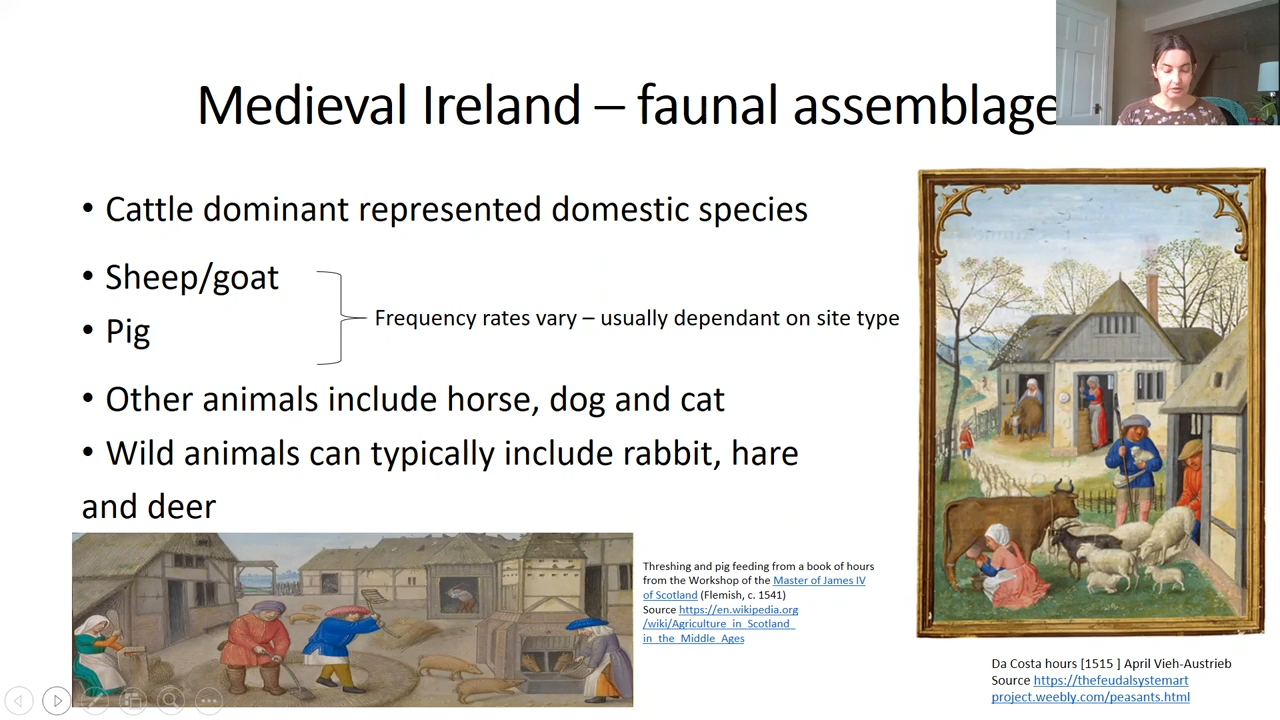 Medieval Ireland – faunal assemblage
• Cattle dominant represented domestic species
• Sheep/goat
• Pig
Frequency rates vary – usually dependant on site type
• Other animals include horse, dog and cat
• Wild animals can typically include rabbit, hare
and deer
Threshing and pig feeding from a book of hours
from the Workshop of the Master of James IV
of Scotland (Flemish, c. 1541)
Source https://en.wikipedia.org
/wiki/Agriculture_in_Scotland_
in_the_Middle_Ages
Da Costa hours [1515 ] April Vieh-Austrieb
Source https://thefeudalsystemart
project.weebly.com/peasants.html